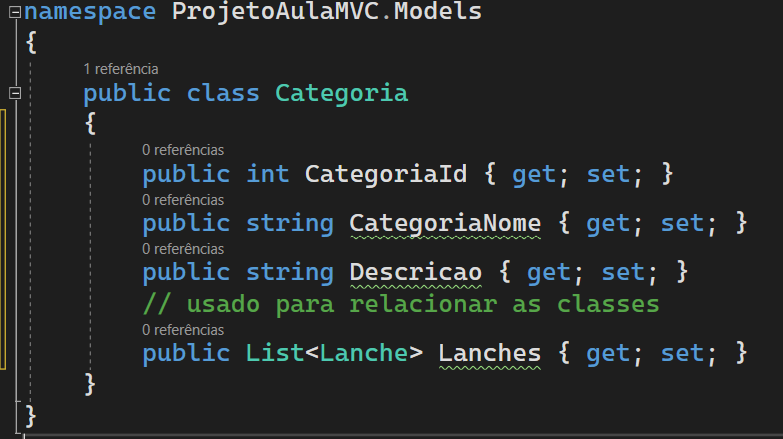 namespace ProjetoAulaMVC.Models
{
1 referência
public class Categoria
{
0 referências
public int CategoriaId { get; set; }
0 referências
public string CategoriaNome { get; set; }
0 referências
public string Descricao { get; set; }
// usado para relacionar as classes
0 referências
public List<Lanche> Lanches { get; set; }
}
}